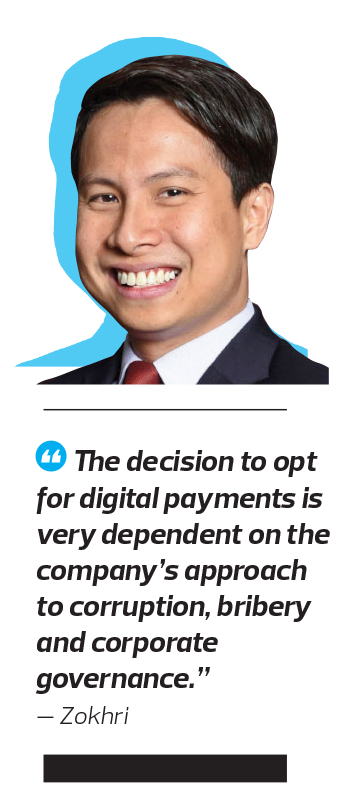 “ The decision to opt
for digital payments is
very dependent on the
company’s approach
to corruption, bribery
and corporate
governance.”
— Zokhri